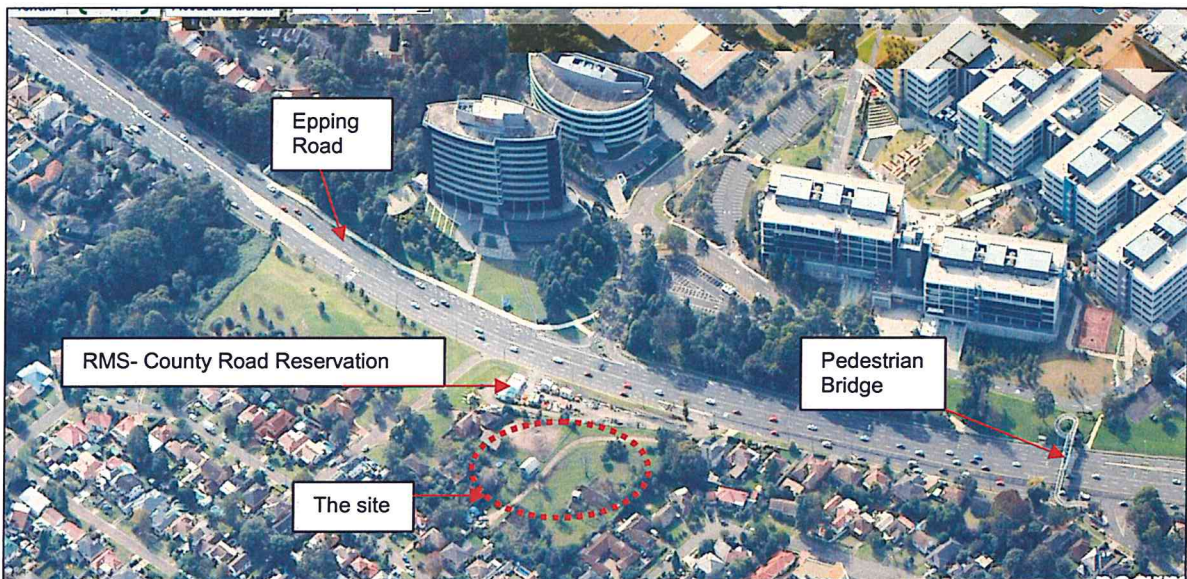 Epping
Road
RMS- County Road Reservation
Pedestrian
Bridge
The site